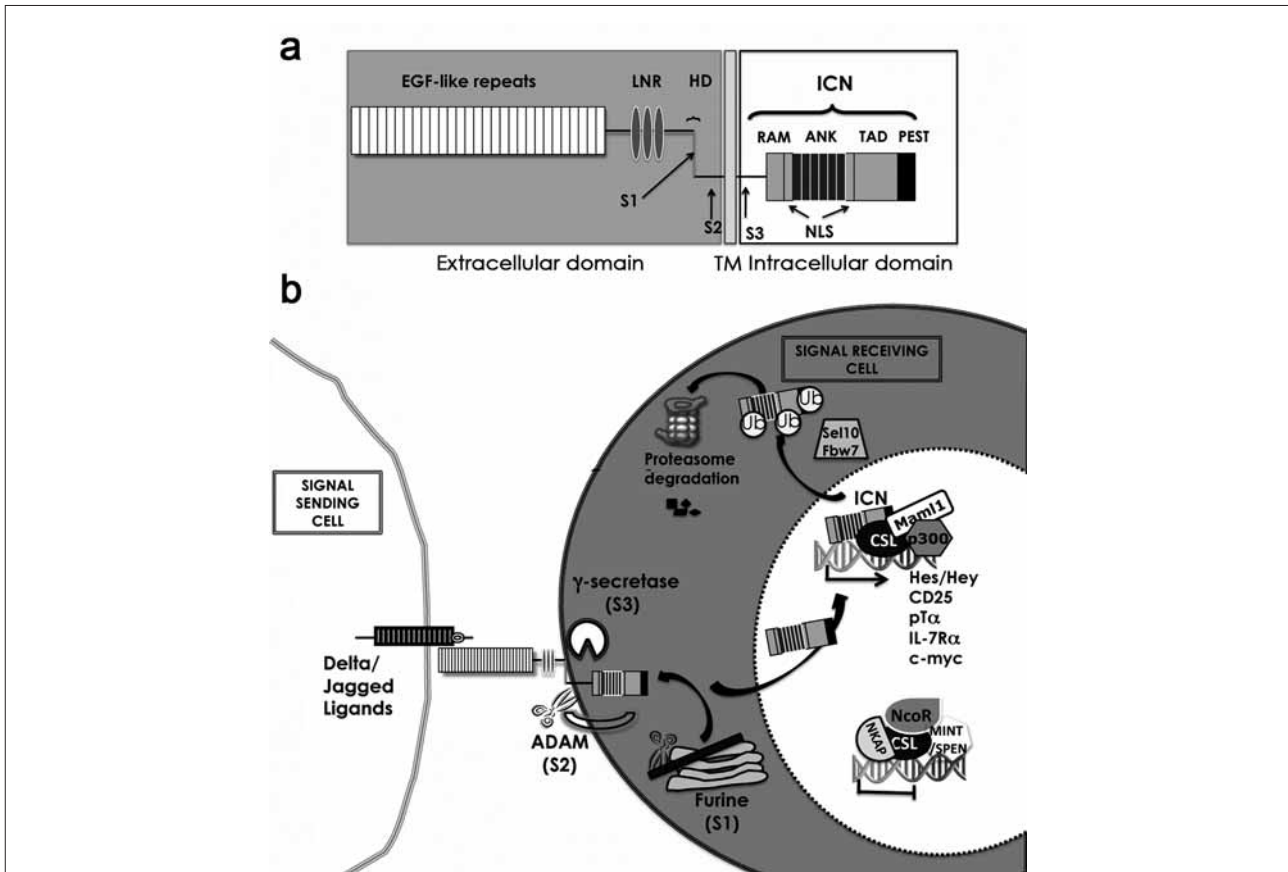 a
EGF-like repeats
LNR
HD
ICN
RAM ANK TAD PEST
S1
S2
S3
NLS
Extracellular domain
TM Intracellular domain
b
SIGNAL RECEIVING
CELL
Ub
Ub
Ub
Sel10
Fbw7
Proteasome
degradation
SIGNAL
SENDING
CELL
ICN
Maml1
CSL
p300
Hes/Hey
CD25
pTα
IL-7Rα
c-myc
γ-secretase
(S3)
Delta/
Jagged
Ligands
ADAM
(S2)
Furine
(S1)
NcoR
NKAP
CSL
MINT
/SPEN